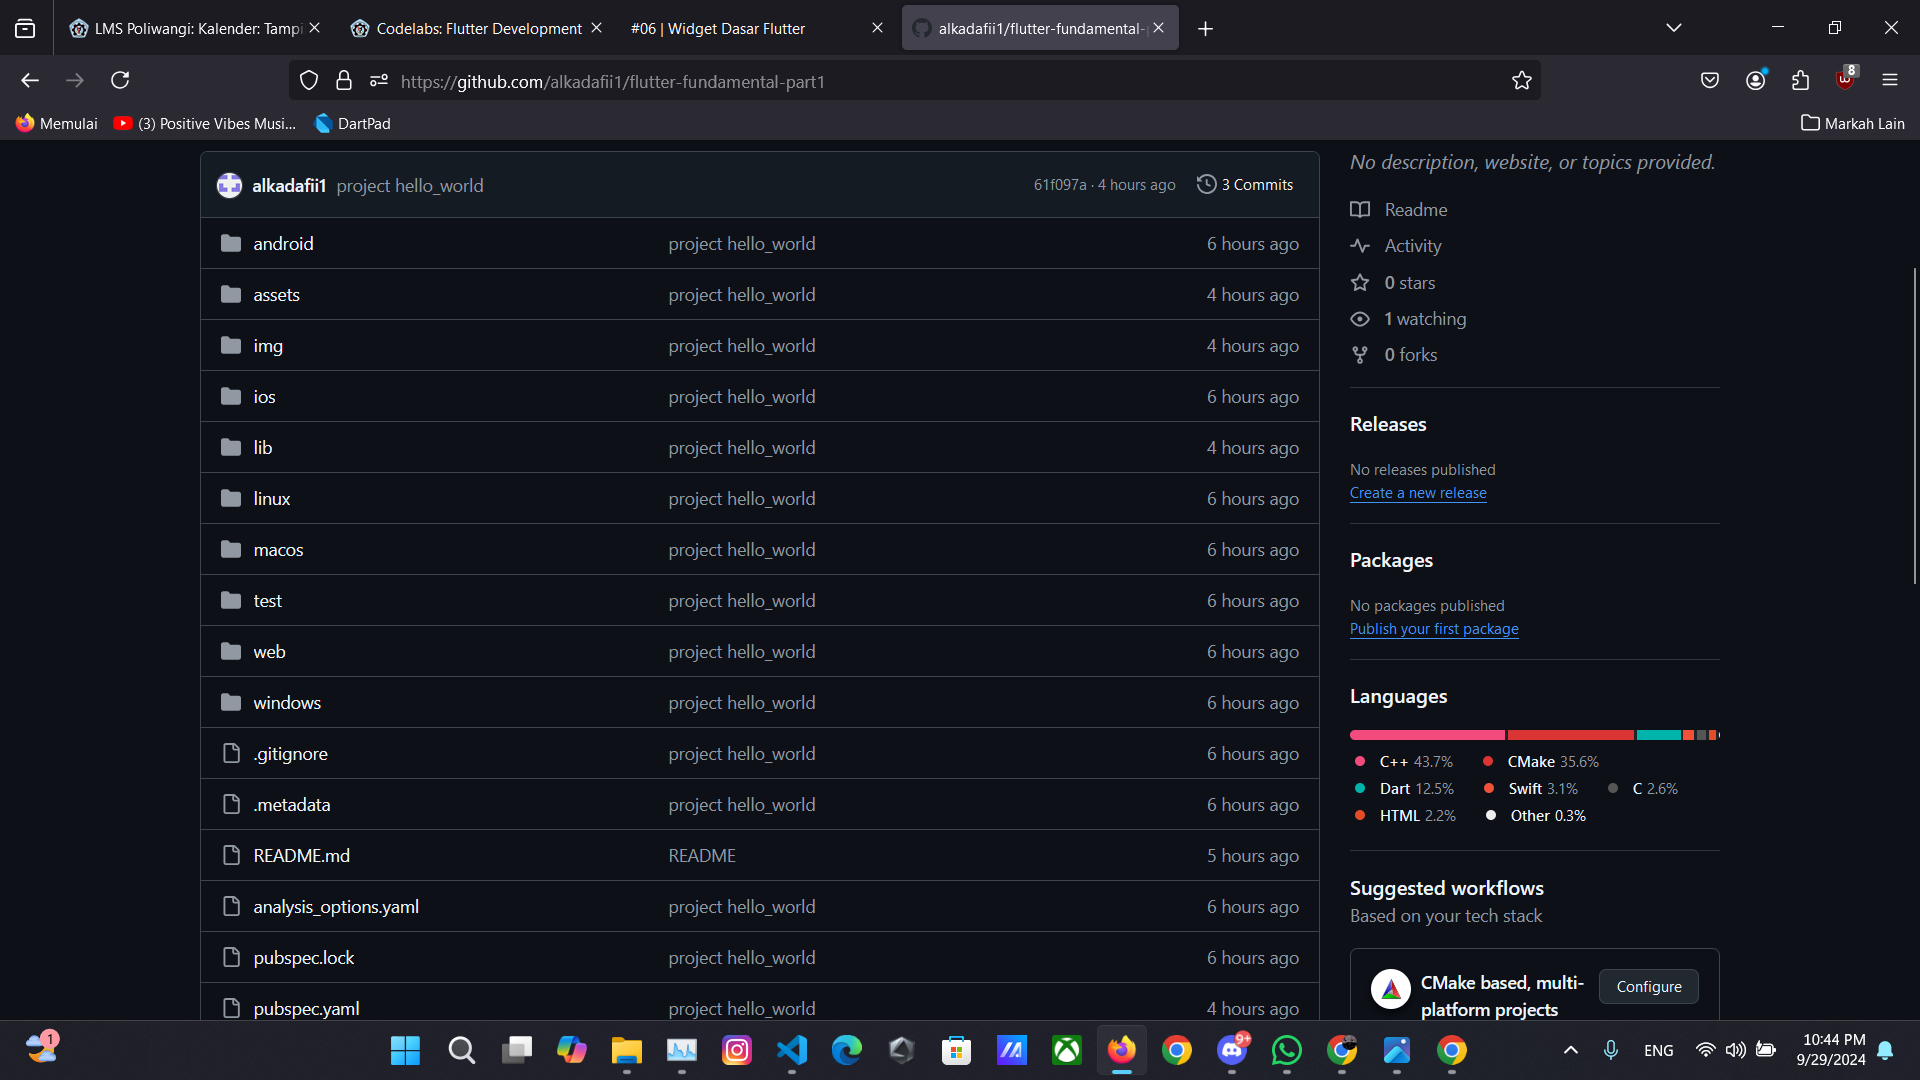 LMS Poliwangi: Kalender: Tampi
Codelabs: Flutter Development
#06 | Widget Dasar Flutter
alkadafii1/flutter-fundamental-
https://github.com/alkadafii1/flutter-fundamental-part1
8
Memulai
(3) Positive Vibes Musi...
DartPad
Markah Lain
alkadafii1 project hello_world 61f097a · 4 hours ago 3 Commits
android project hello_world 6 hours ago
assets project hello_world 4 hours ago
img project hello_world 4 hours ago
ios project hello_world 6 hours ago
lib project hello_world 4 hours ago
linux project hello_world 6 hours ago
macos project hello_world 6 hours ago
test project hello_world 6 hours ago
web project hello_world 6 hours ago
windows project hello_world 6 hours ago
.gitignore project hello_world 6 hours ago
.metadata project hello_world 6 hours ago
README.md README 5 hours ago
analysis_options.yaml project hello_world 6 hours ago
pubspec.lock project hello_world 6 hours ago
pubspec.yaml project hello_world 4 hours ago
No description, website, or topics provided.
Readme
Activity
0 stars
1 watching
0 forks
Releases
No releases published
Create a new release
Packages
No packages published
Publish your first package
Languages
C++ 43.7% CMake 35.6%
Dart 12.5% Swift 3.1% C 2.6%
HTML 2.2% Other 0.3%
Suggested workflows
Based on your tech stack
CMake based, multi-
platform projects
Configure
1
9+
ENG
10:44 PM
9/29/2024